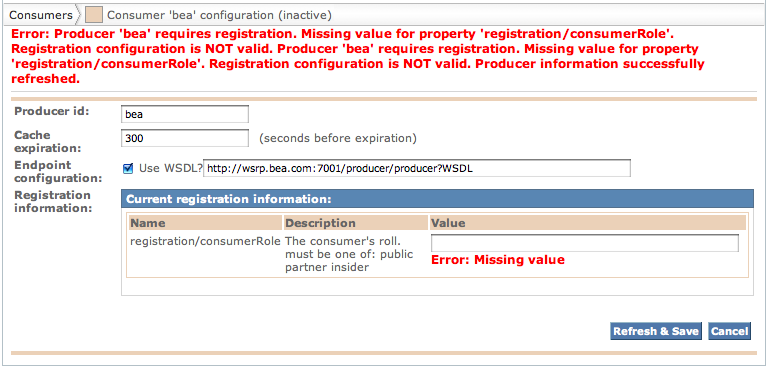 Consumers Consumer 'bea' configuration (inactive)
Error: Producer 'bea' requires registration. Missing value for property 'registration/consumerRole'.
Registration configuration is NOT valid. Producer 'bea' requires registration. Missing value for property
'registration/consumerRole'. Registration configuration is NOT valid. Producer information successfully
refreshed.
Producer id: bea
Cache
expiration: 300 (seconds before expiration)
Endpoint
configuration: Use WSDL? http://wsrp.bea.com:7001/producer/producer?WSDL
Registration
information:
Current registration information:
Name Description Value
registration/consumerRole The consumer's roll.
must be one of: public
partner insider
Error: Missing value
Refresh & Save Cancel